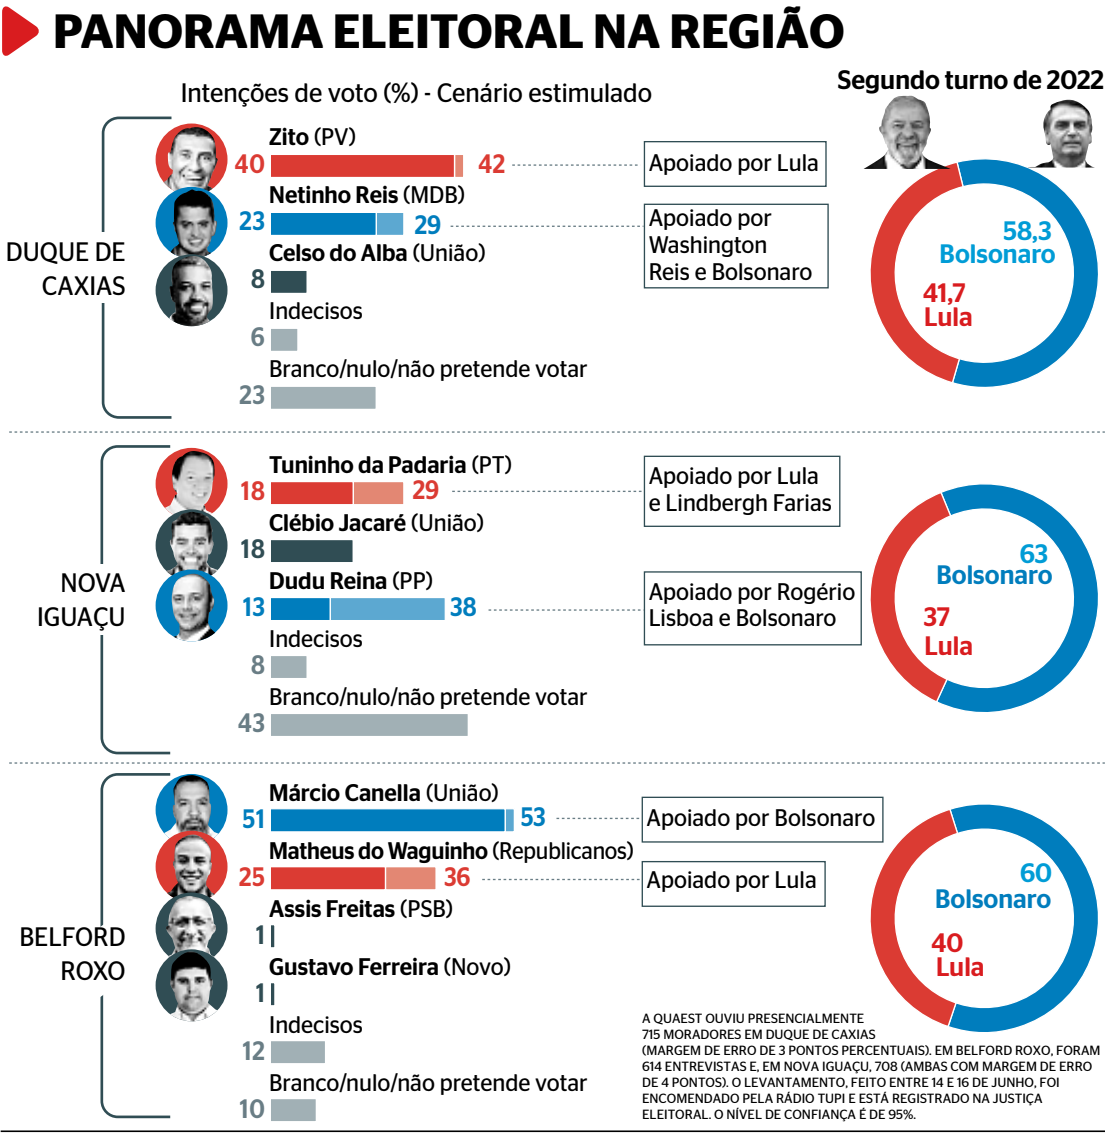 PANORAMA ELEITORAL NA REGIÃO
Intenções de voto (%) - Cenário estimulado
Segundo turno de 2022
DUQUE DE
CAXIAS
Zito (PV)
40
42
Apoiado por Lula
Netinho Reis (MDB)
23
29
Apoiado por
Washington
Reis e Bolsonaro
Celso do Alba (União)
8
Indecisos
6
Branco/nulo/não pretende votar
23
58,3
Bolsonaro
41,7
Lula
NOVA
IGUAÇU
Tuninho da Padaria (PT)
18
29
Apoiado por Lula
e Lindbergh Farias
Clébio Jacaré (União)
18
Dudu Reina (PP)
13
38
Apoiado por Rogério
Lisboa e Bolsonaro
Indecisos
8
Branco/nulo/não pretende votar
43
63
Bolsonaro
37
Lula
BELFORD
ROXO
Márcio Canella (União)
51
53
Apoiado por Bolsonaro
Matheus do Waguinho (Republicanos)
25
36
Apoiado por Lula
Assis Freitas (PSB)
1
Gustavo Ferreira (Novo)
1
Indecisos
12
Branco/nulo/não pretende votar
10
60
Bolsonaro
40
Lula
A QUAEST OUVIU PRESENCIALMENTE
715 MORADORES EM DUQUE DE CAXIAS
(MARGEM DE ERRO DE 3 PONTOS PERCENTUAIS). EM BELFORD ROXO, FORAM
614 ENTREVISTAS E, EM NOVA IGUAÇU, 708 (AMBAS COM MARGEM DE ERRO
DE 4 PONTOS). O LEVANTAMENTO, FEITO ENTRE 14 E 16 DE JUNHO, FOI
ENCOMENDADO PELA RÁDIO TUPI E ESTÁ REGISTRADO NA JUSTIÇA
ELEITORAL. O NÍVEL DE CONFIANÇA É DE 95%.